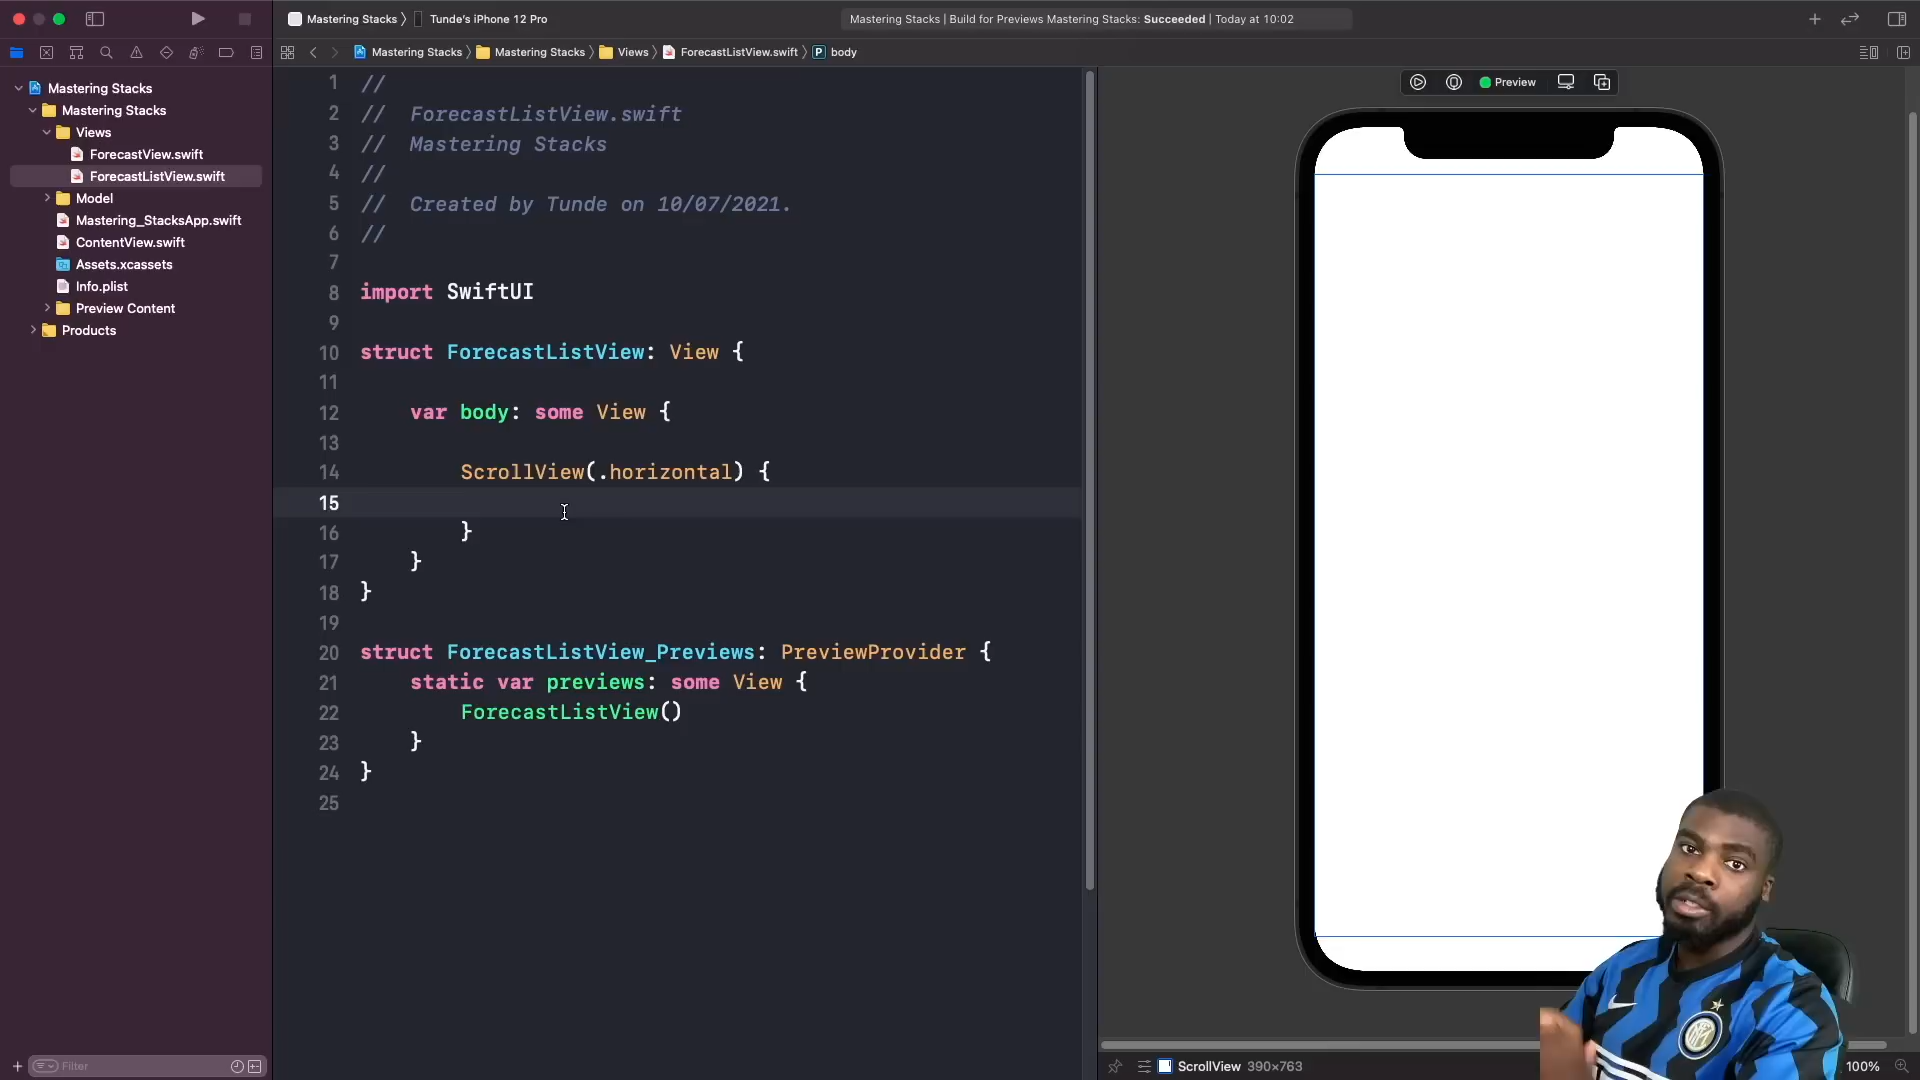 Mastering Stacks
Tunde's iPhone 12 Pro
Mastering Stacks | Build for Previews Mastering Stacks: Succeeded | Today at 10:02
Mastering Stacks
Mastering Stacks
Views
ForecastListView.swift
P
body
Mastering Stacks
Mastering Stacks
Views
ForecastView.swift
ForecastListView.swift
Model
Mastering_StacksApp.swift
ContentView.swift
Assets.xcassets
Info.plist
Preview Content
Products
Filter
1 //
2 // ForecastListView.swift
3 // Mastering Stacks
4 //
5 // Created by Tunde on 10/07/2021.
6 //
7
8 import SwiftUI
9
10 struct ForecastListView: View {
11
12 var body: some View {
13
14 ScrollView(.horizontal) {
15
16 }
17 }
18 }
19
20 struct ForecastListView_Previews: PreviewProvider {
21 static var previews: some View {
22 ForecastListView()
23 }
24 }
25
Preview
ScrollView 390×763
100%